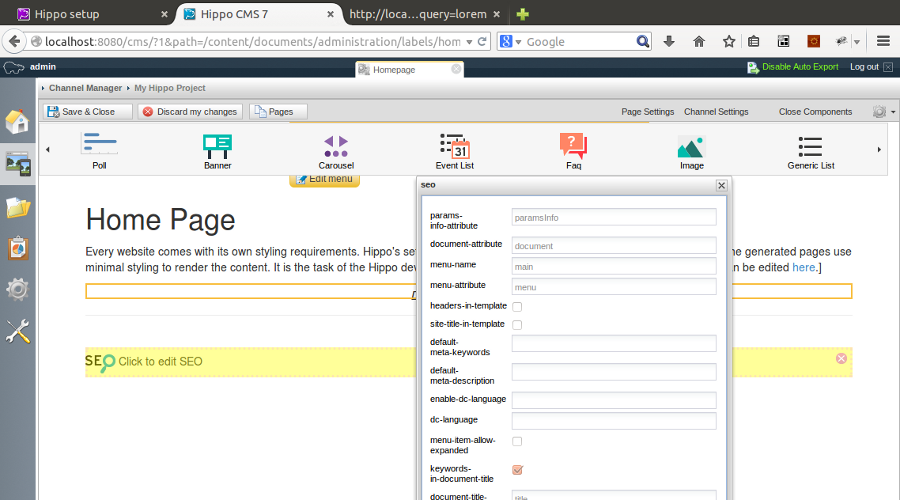 Hippo setup
Hippo CMS 7
http://loca...query=lorem
localhost:8080/cms/?1&path=/content/documents/administration/labels/hom
Google
admin
Homepage
Disable Auto Export
Log out
Channel Manager
My Hippo Project
Save & Close
Discard my changes
Pages
Page Settings
Channel Settings
Close Components
Poll
Banner
Carousel
31
Event List
?
Faq
Image
Generic List
Edit menu
Home Page
Every website comes with its own styling requirements. Hippo's se
he generated pages use
minimal styling to render the content. It is the task of the Hippo dev
n be edited here.]
SEO Click to edit SEO
seo
params-
info-attribute
paramsInfo
document-attribute
document
menu-name
main
menu-attribute
menu
headers-in-template
site-title-in-template
default-
meta-keywords
default-
meta-description
enable-dc-language
dc-language
menu-item-allow-
expanded
keywords-
in-document-title
document-title-
title